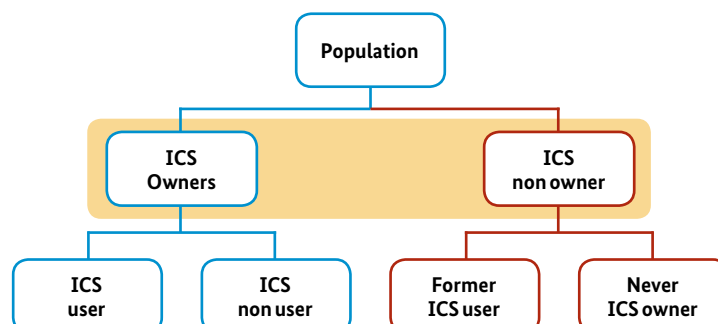 Population
ICS
Owners
ICS
non owner
ICS
user
ICS
non user
Former
ICS user
Never
ICS owner